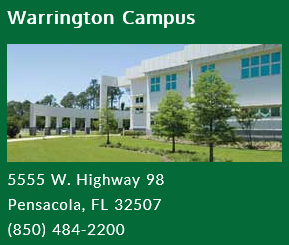 Warrington Campus
5555 W. Highway 98
Pensacola, FL 32507
(850) 484-2200